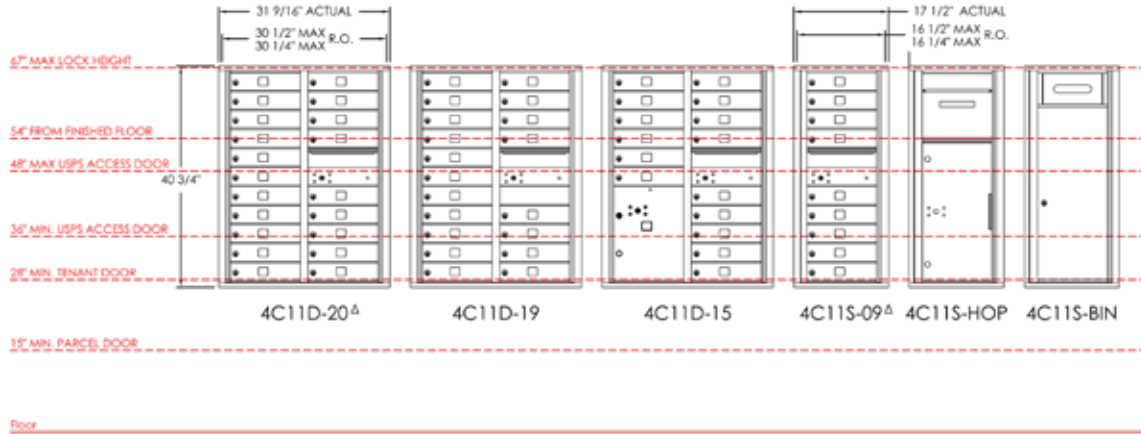 31 9/16" ACTUAL
30 1/2" MAX
30 1/4" MAX R.O.
17 1/2" ACTUAL
16 1/2" MAX
16 1/4" MAX R.O.
67" MAX LOCK HEIGHT
54" FROM FINISHED FLOOR
48" MAX USPS ACCESS DOOR
40 3/4"
36" MIN. USPS ACCESS DOOR
28" MIN. TENANT DOOR
4C11D-20Δ
4C11D-19
4C11D-15
4C11S-09Δ
4C11S-HOP
4C11S-BIN
15" MIN. PARCEL DOOR
Floor